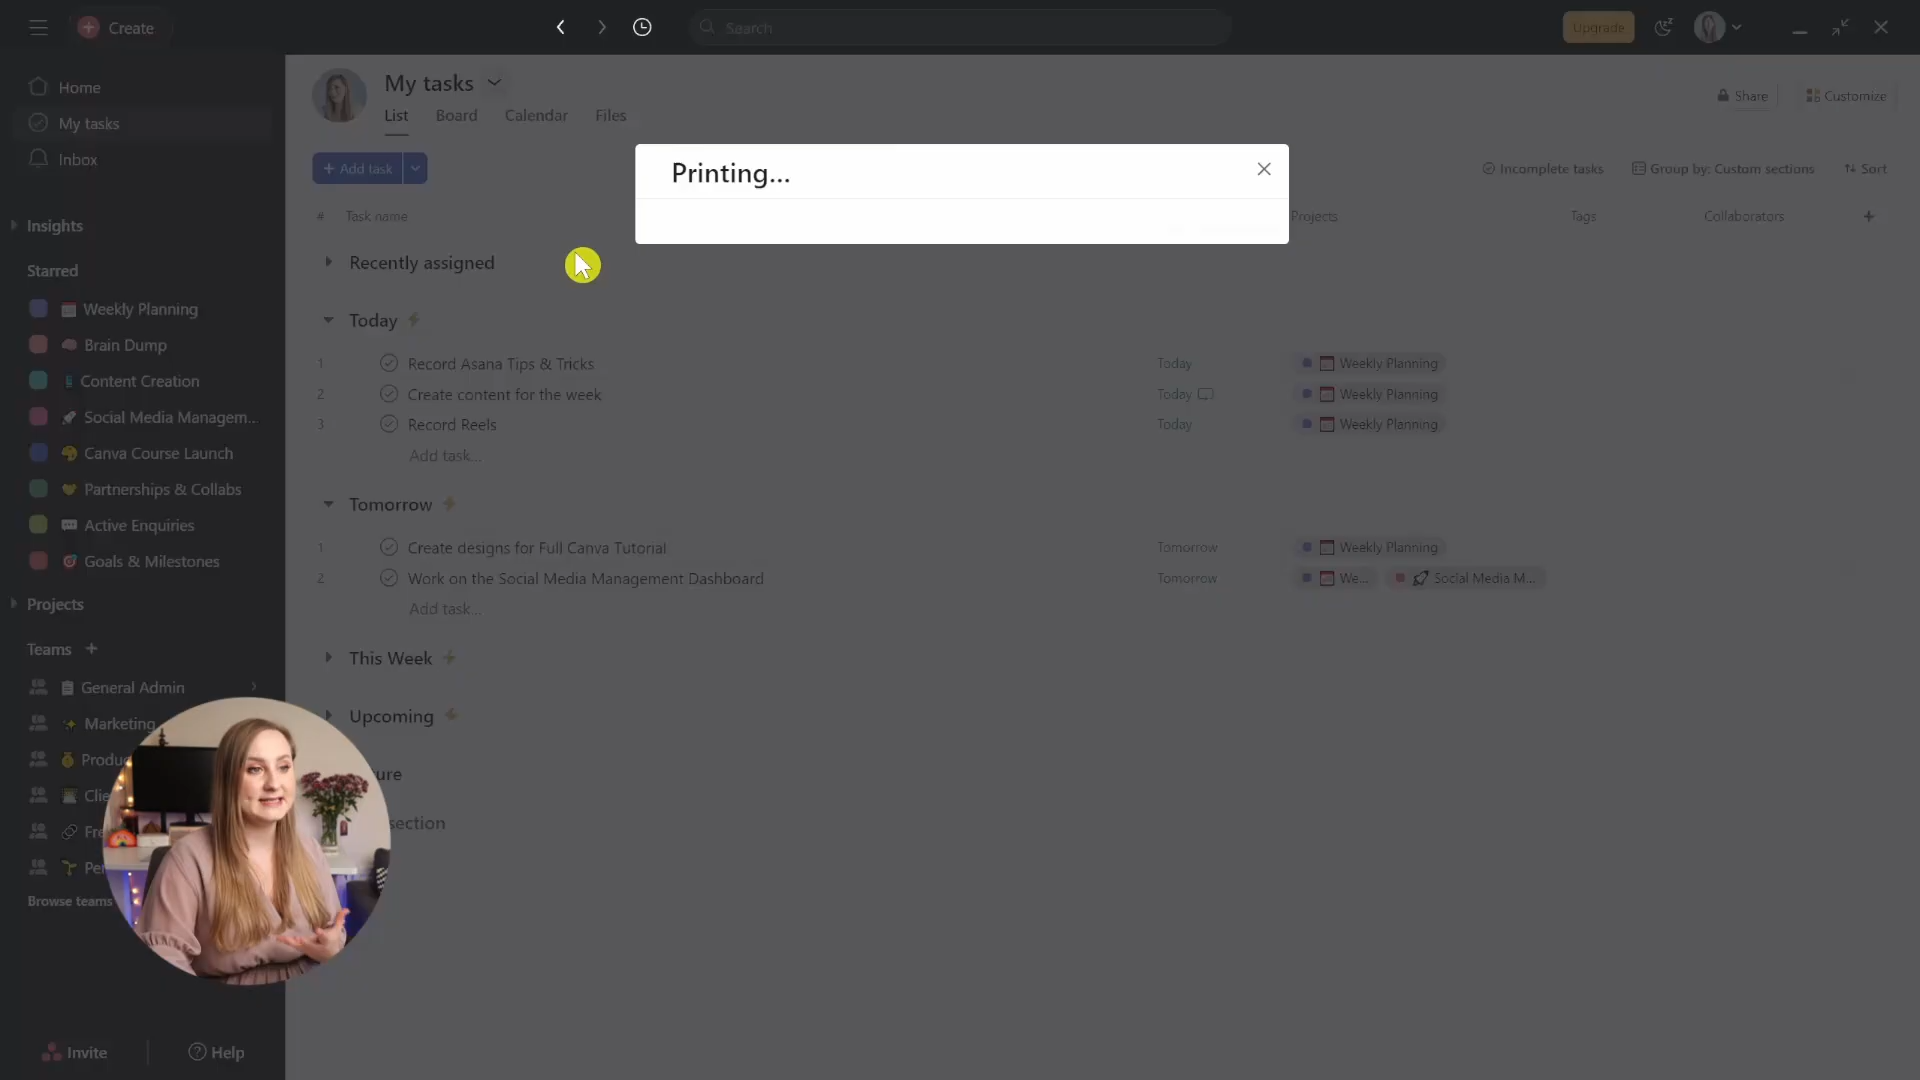 Create
Search
Upgrade
Home
My tasks
Inbox
Insights
Starred
Weekly Planning
Brain Dump
Content Creation
Social Media Managem...
Canva Course Launch
Partnerships & Collabs
Active Enquiries
Goals & Milestones
Projects
Teams +
General Admin
Marketing
Produ
Clie
Fre
Per
Browse teams
Invite
? Help
My tasks
List Board Calendar Files
Share
Customize
+ Add task
Incomplete tasks
Group by: Custom sections
Sort
Printing...
# Task name
Projects
Tags
Collaborators
+
Recently assigned
Today
1 Record Asana Tips & Tricks Today Weekly Planning
2 Create content for the week Today Weekly Planning
3 Record Reels Today Weekly Planning
Add task...
Tomorrow
1 Create designs for Full Canva Tutorial Tomorrow Weekly Planning
2 Work on the Social Media Management Dashboard Tomorrow We... Social Media M...
Add task...
This Week
Upcoming
ure
section